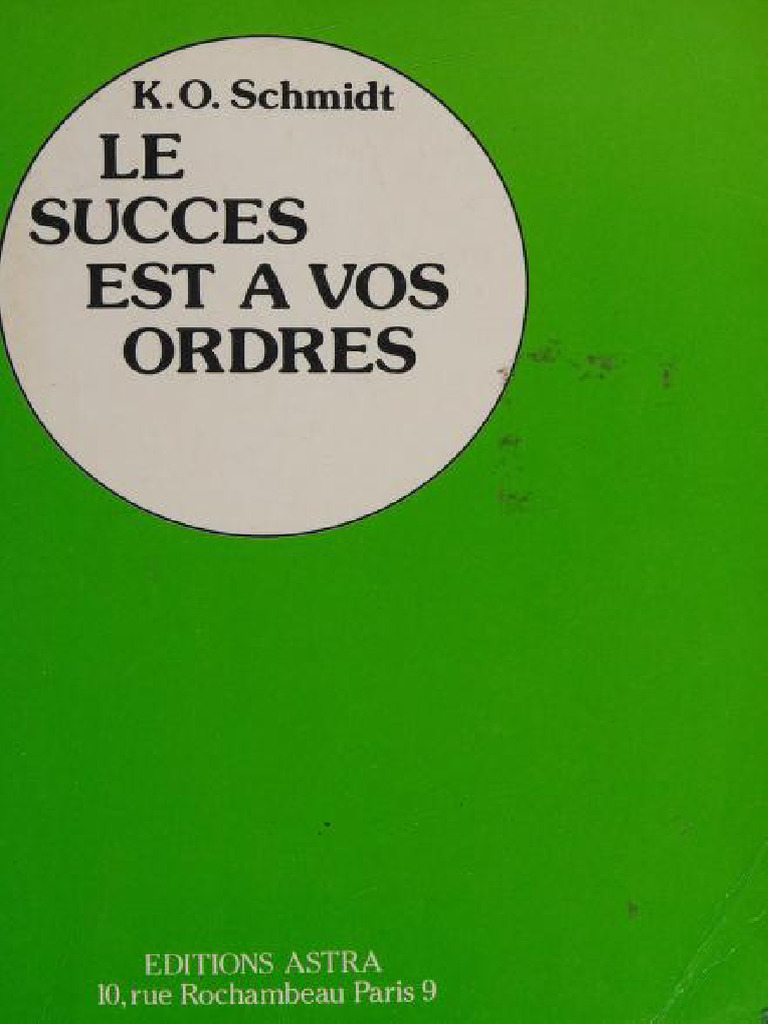 K.O. Schmidt
LE
SUCCES
EST A VOS
ORDRES
EDITIONS ASTRA
10, rue Rochambeau Paris 9